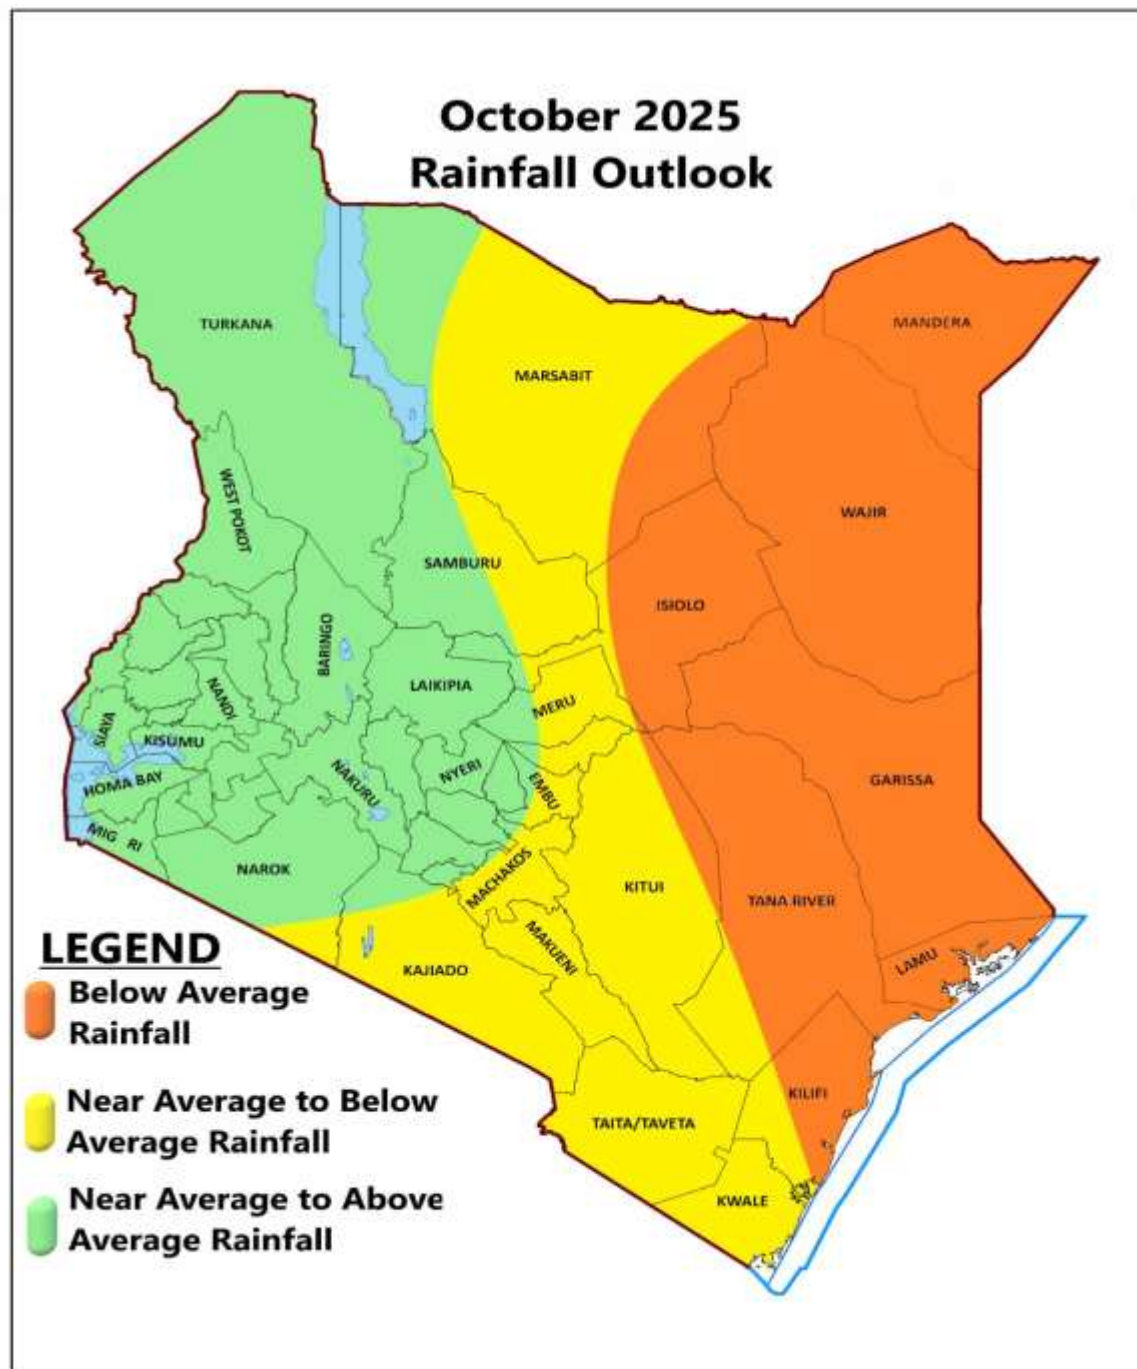 October 2025
Rainfall Outlook
MANDERA
TURKANA
MARSABIT
WEST POKOT
WAJIR
SAMBURU
ISIOLO
BARINGO
LAIKIPIA
NANDI
MERU
SIAYA
KISUMU
NYERI
HOMA BAY
NAKURU
EMBU
GARISSA
MIG RI
NAROK
MACHAKOS
KITUI
TANA RIVER
MAKUENI
LAMU
KAJIADO
KILIFI
TAITA/TAVETA
KWALE
LEGEND
Below Average
Rainfall
Near Average to Below
Average Rainfall
Near Average to Above
Average Rainfall